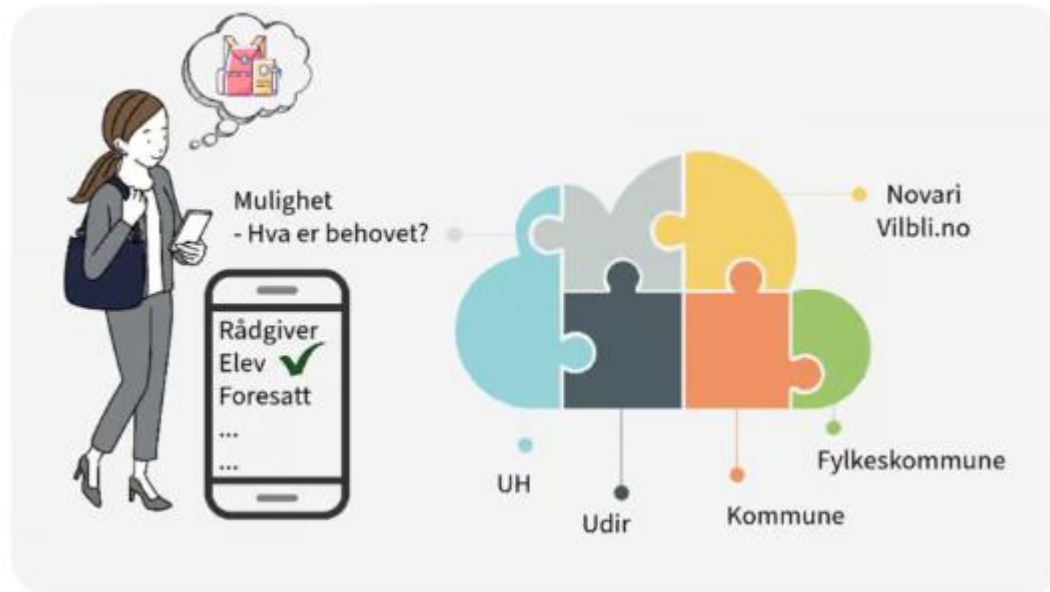 Mulighet
- Hva er behovet?
Rådgiver
Elev
Foresatt
...
...
Novari
Vilbli.no
UH
Udir
Kommune
Fylkeskommune